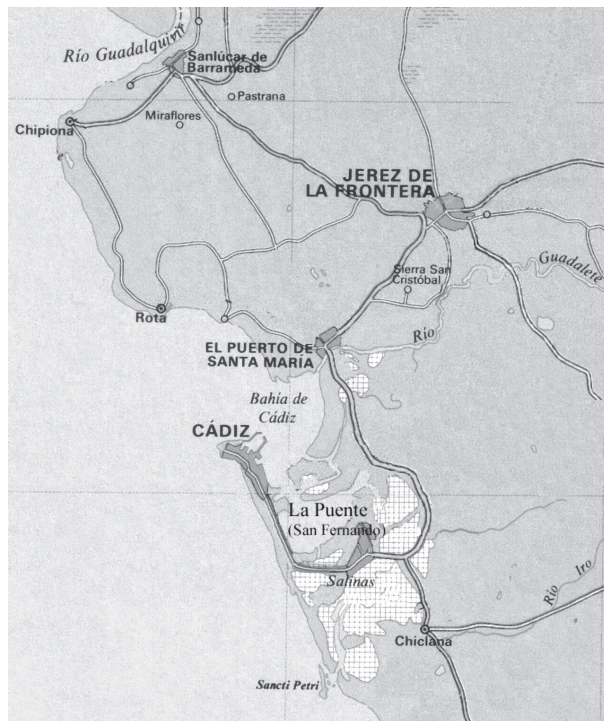 Río Guadalquivir
Sanlúcar de
Barrameda
Pastrana
Miraflores
Chipiona
JEREZ DE
LA FRONTERA
Guadalete
Sierra San
Cristóbal
Rota
Río
EL PUERTO DE
SANTA MARÍA
Bahía de
Cádiz
CÁDIZ
La Puente
(San Fernando)
Salinas
Río Iro
Chiclana
Sancti Petri